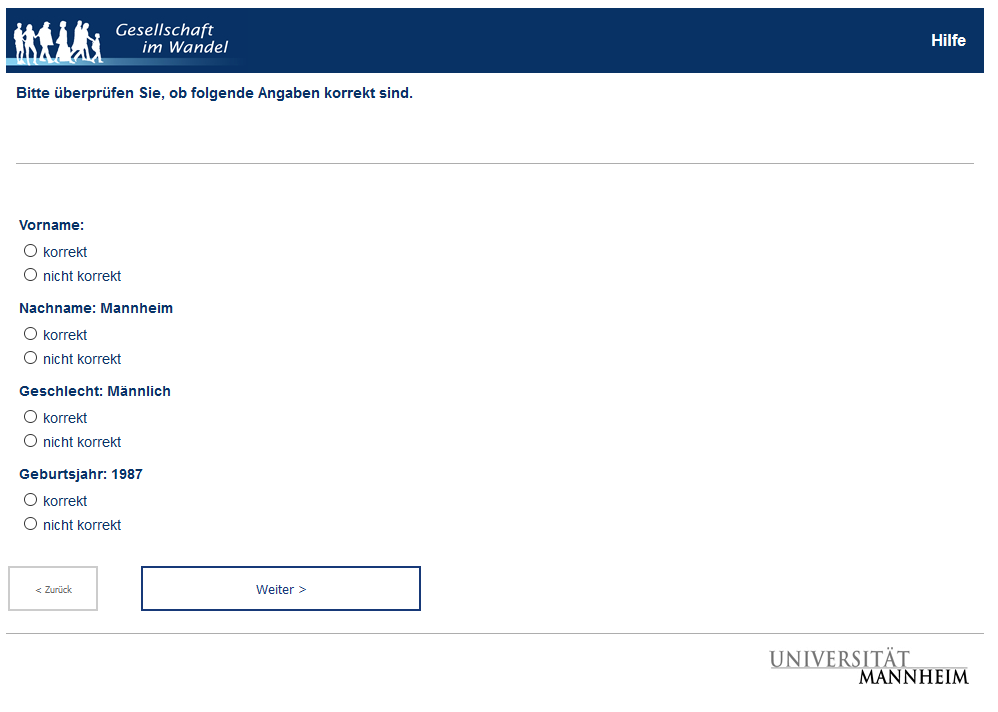 Gesellschaft
im Wandel
Hilfe
Bitte überprüfen Sie, ob folgende Angaben korrekt sind.
Vorname:
korrekt
nicht korrekt
Nachname: Mannheim
korrekt
nicht korrekt
Geschlecht: Männlich
korrekt
nicht korrekt
Geburtsjahr: 1987
korrekt
nicht korrekt
< Zurück
Weiter >
UNIVERSITÄT
MANNHEIM